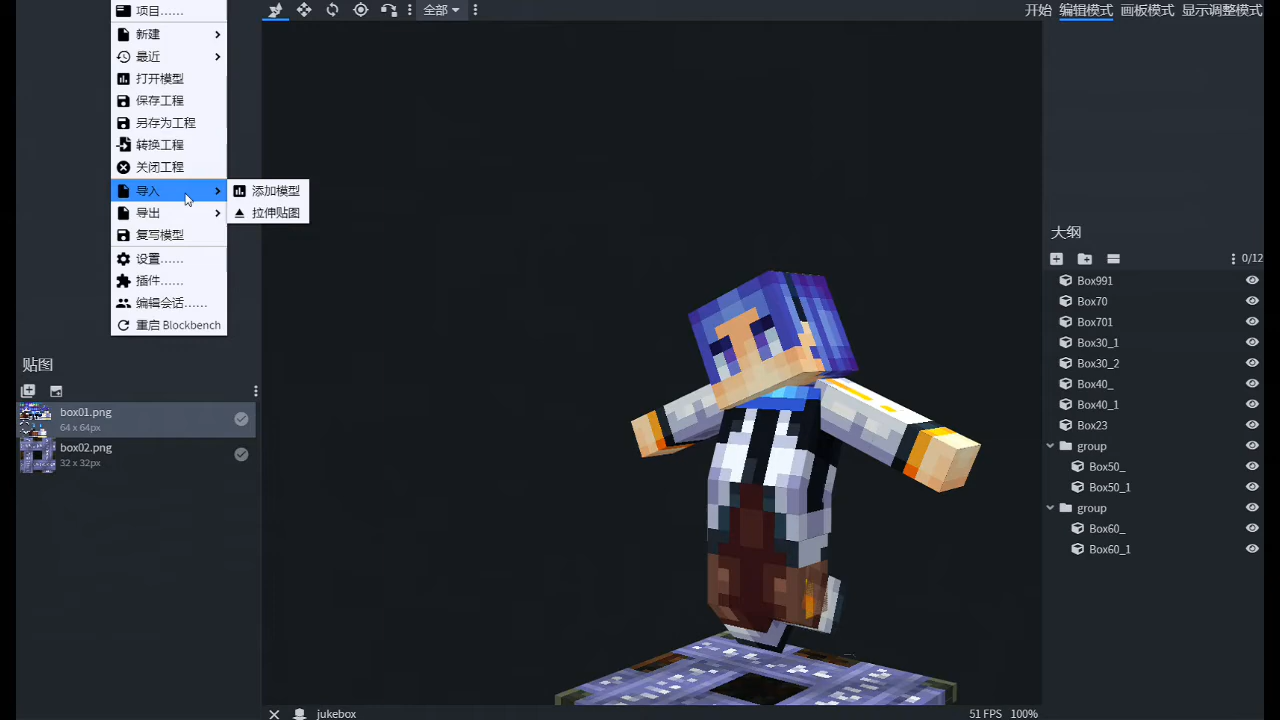 项目......
新建
最近
打开模型
保存工程
另存为工程
转换工程
关闭工程
导入
导出
复写模型
设置......
插件......
编辑会话......
重启 Blockbench
添加模型
拉伸贴图
全部
开始 编辑模式 画板模式 显示调整模式
贴图
box01.png
64 x 64px
box02.png
32 x 32px
大纲
0/12
Box991
Box70
Box701
Box30_1
Box30_2
Box40_
Box40_1
Box23
group
Box50_
Box50_1
group
Box60_
Box60_1
jukebox
51 FPS 100%